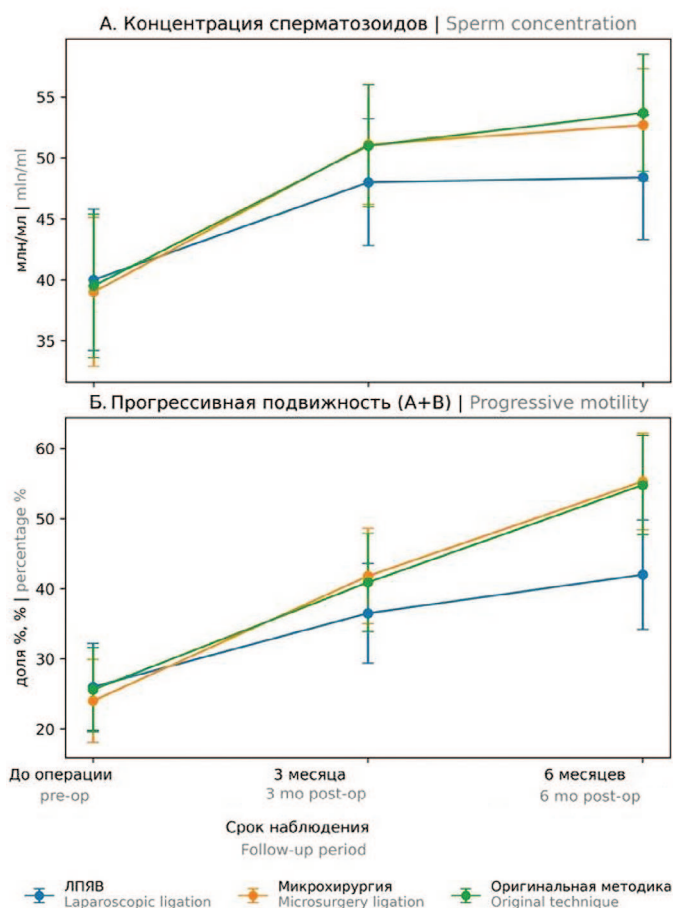 А. Концентрация сперматозоидов | Sperm concentration
млн/мл | mln/ml
55
50
45
40
35
Б. Прогрессивная подвижность (А+В) | Progressive motility
доля %, % | percentage %
60
50
40
30
20
До операции 3 месяца 6 месяцев
pre-op 3 mo post-op 6 mo post-op
Срок наблюдения
Follow-up period
ЛПЯВ Микрохирургия Оригинальная методика
Laparoscopic ligation Microsurgery ligation Original technique